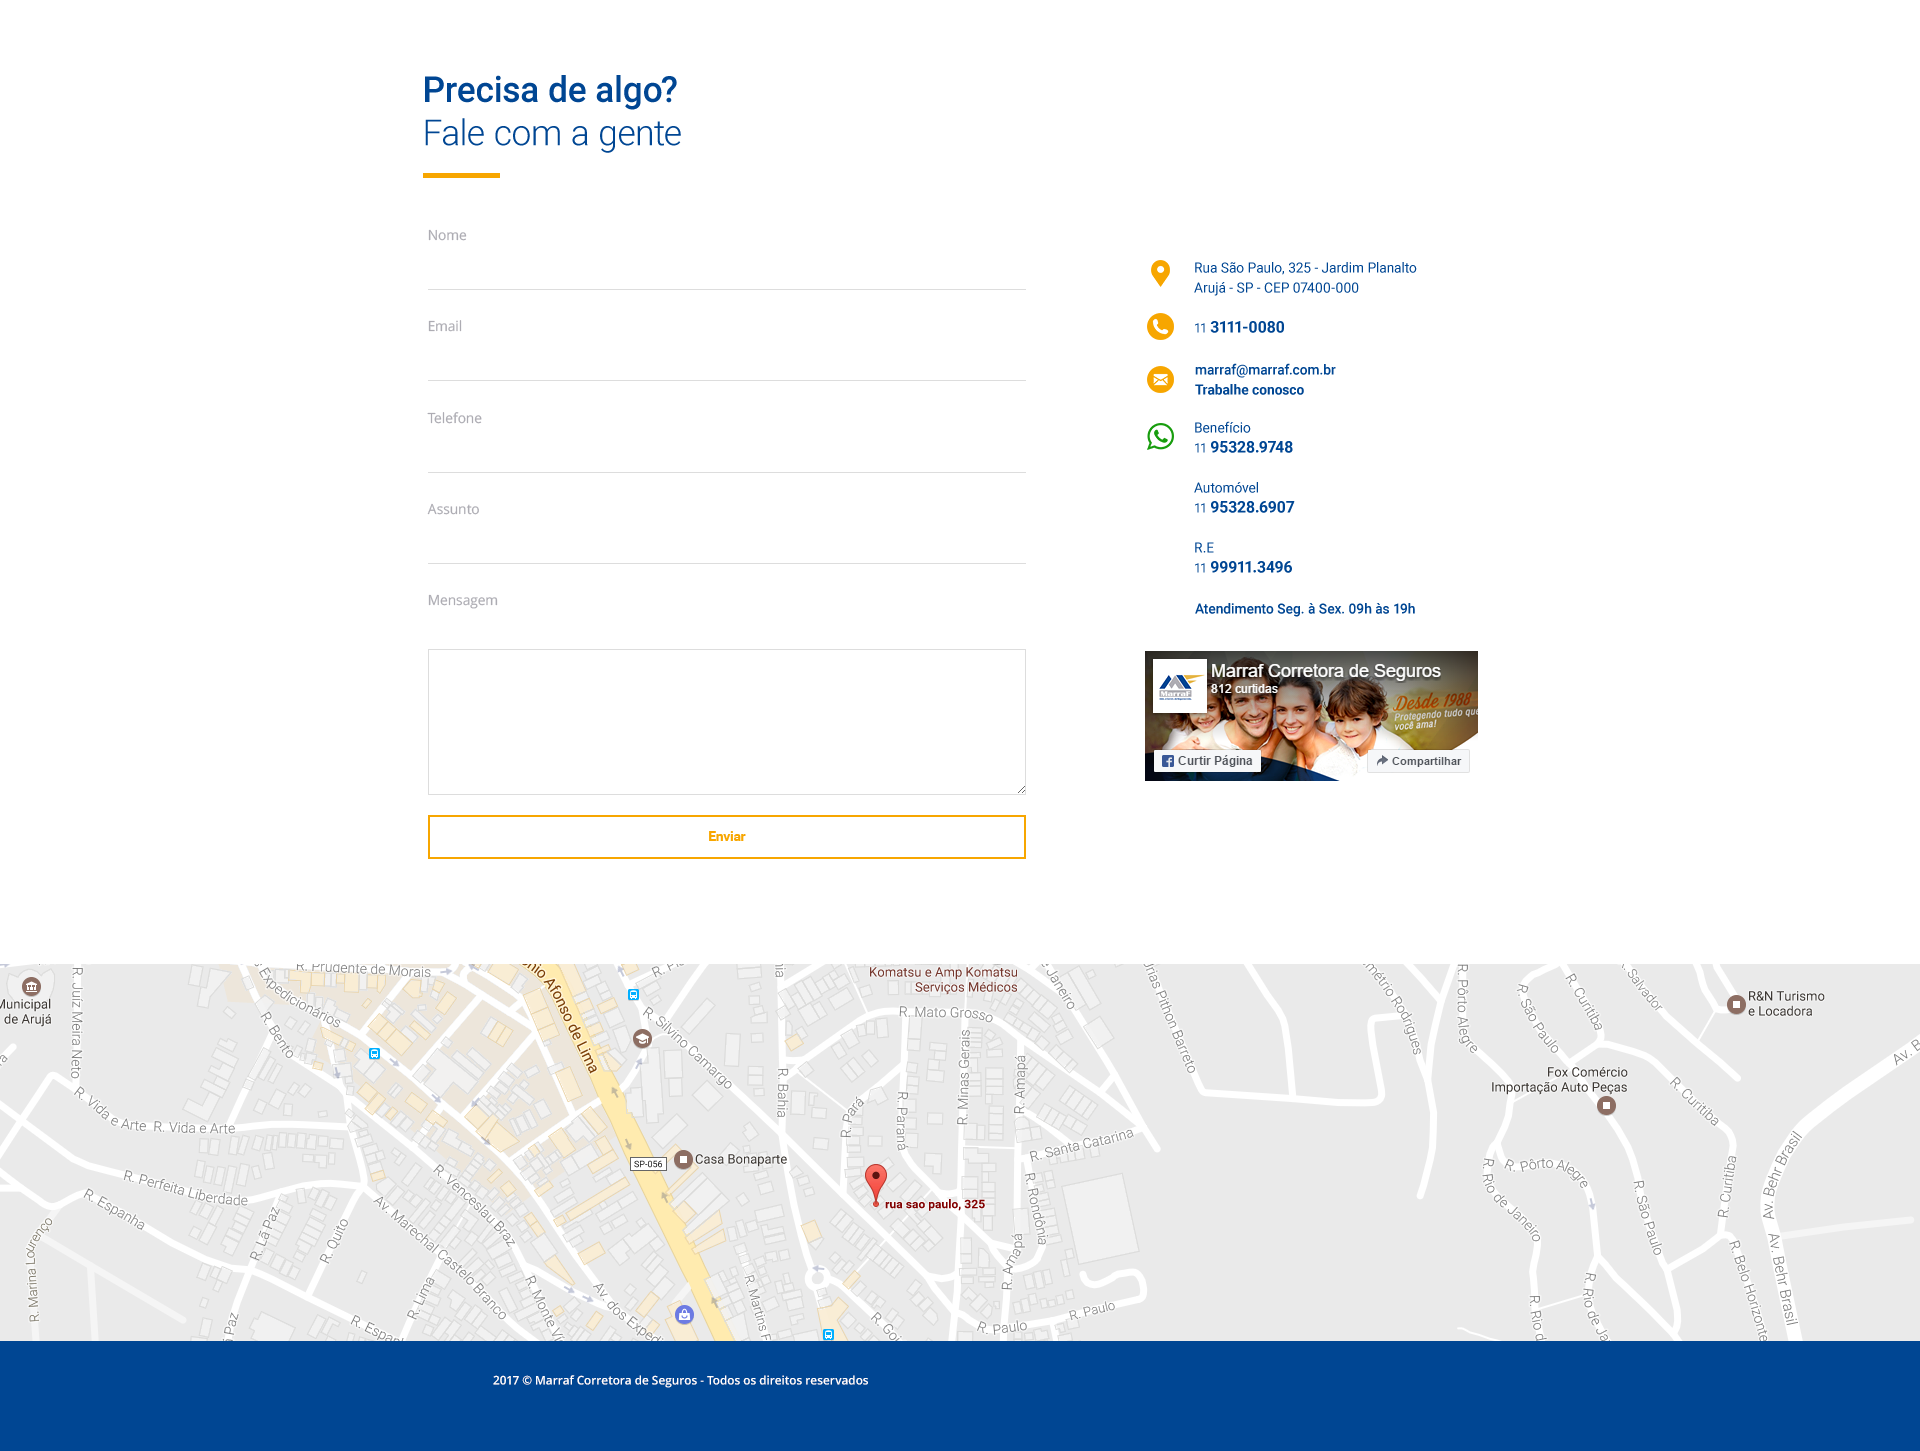 Precisa de algo?
Fale com a gente
Nome
Email
Telefone
Assunto
Mensagem
Enviar
Rua São Paulo, 325 - Jardim Planalto
Arujá - SP - CEP 07400-000
11 3111-0080
marraf@marraf.com.br
Trabalhe conosco
Benefício
11 95328.9748
Automóvel
11 95328.6907
R.E
11 99911.3496
Atendimento Seg. à Sex. 09h às 19h
Marraf Corretora de Seguros
812 curtidas
Marraf
Desde 1988
Protegendo tudo que
você ama!
Curtir Página
Compartilhar
Municipal
de Arujá
R. Juiz Meira Neto
R. Prudente de Morais
Expedicionários
R. Bento
Afonso de Lima
R. Silvino Camargo
Komatsu e Amp Komatsu
Serviços Médicos
R. Mato Grosso
de Janeiro
rias Pithon Barreto
métrio Rodrigues
R. Pôrto Alegre
R. São Paulo
R. Curitiba
Salvador
R&N Turismo
e Locadora
Av. B
Fox Comércio
Importação Auto Peças
R. Curitiba
R. Vida e Arte
R. Vida e Arte
R. Bahia
R. Pará
R. Paraná
R. Minas Gerais
R. Amapá
R. Santa Catarina
SP-056
Casa Bonaparte
rua sao paulo, 325
R. Perfeita Liberdade
R. Espanha
R. Vencesláu Braz
Av. Marechal Castelo Branco
R. Lã Paz
R. Quito
R. Marina Lourenço
R. Lima
R. Monte V
Av. dos Exped
R. Martins F
R. Goi
R. Rondônia
R. Amapá
R. Paulo
R. Paulo
R. Pôrto Alegre
R. Rio de Janeiro
R. São Paulo
R. Curitiba
Av. Behr Brasil
Av. Behr Brasil
R. Belo Horizonte
R. Rio d
R. Rio de Ja
R. Espan
Paz
2017 © Marraf Corretora de Seguros - Todos os direitos reservados